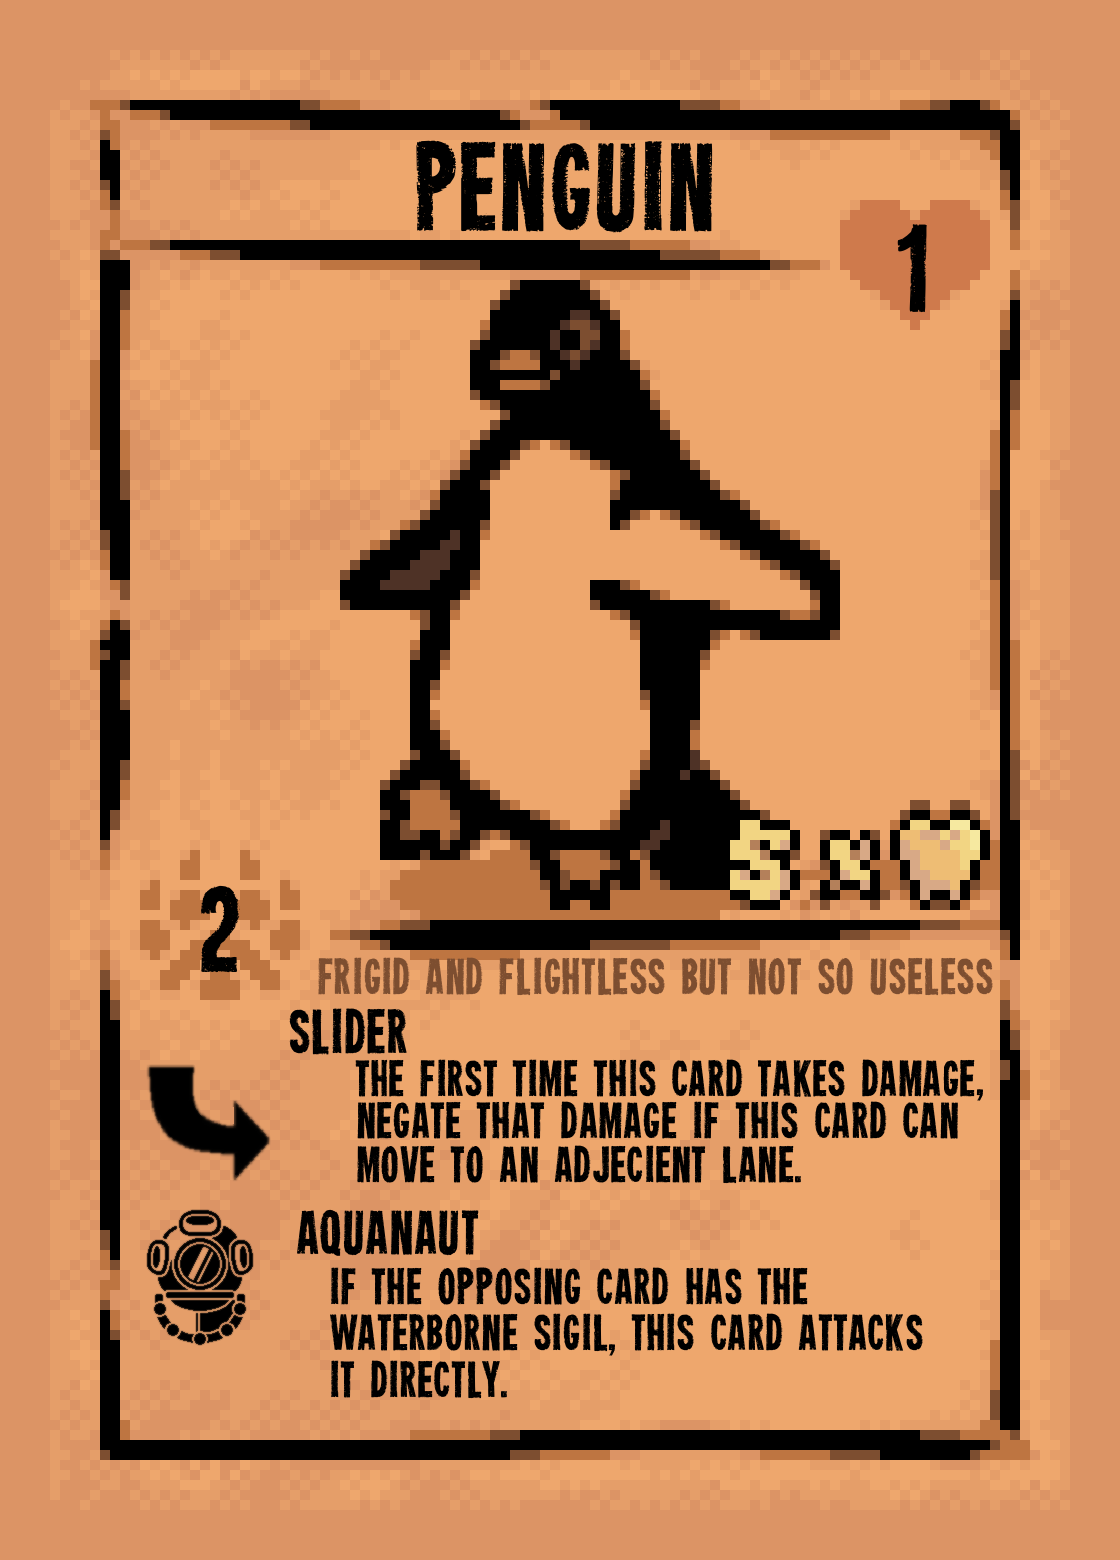 PENGUIN
1
5 x
2
FRIGID AND FLIGHTLESS BUT NOT SO USELESS
SLIDER
THE FIRST TIME THIS CARD TAKES DAMAGE,
NEGATE THAT DAMAGE IF THIS CARD CAN
MOVE TO AN ADJECIENT LANE.
AQUANAUT
IF THE OPPOSING CARD HAS THE
WATERBORNE SIGIL, THIS CARD ATTACKS
IT DIRECTLY.